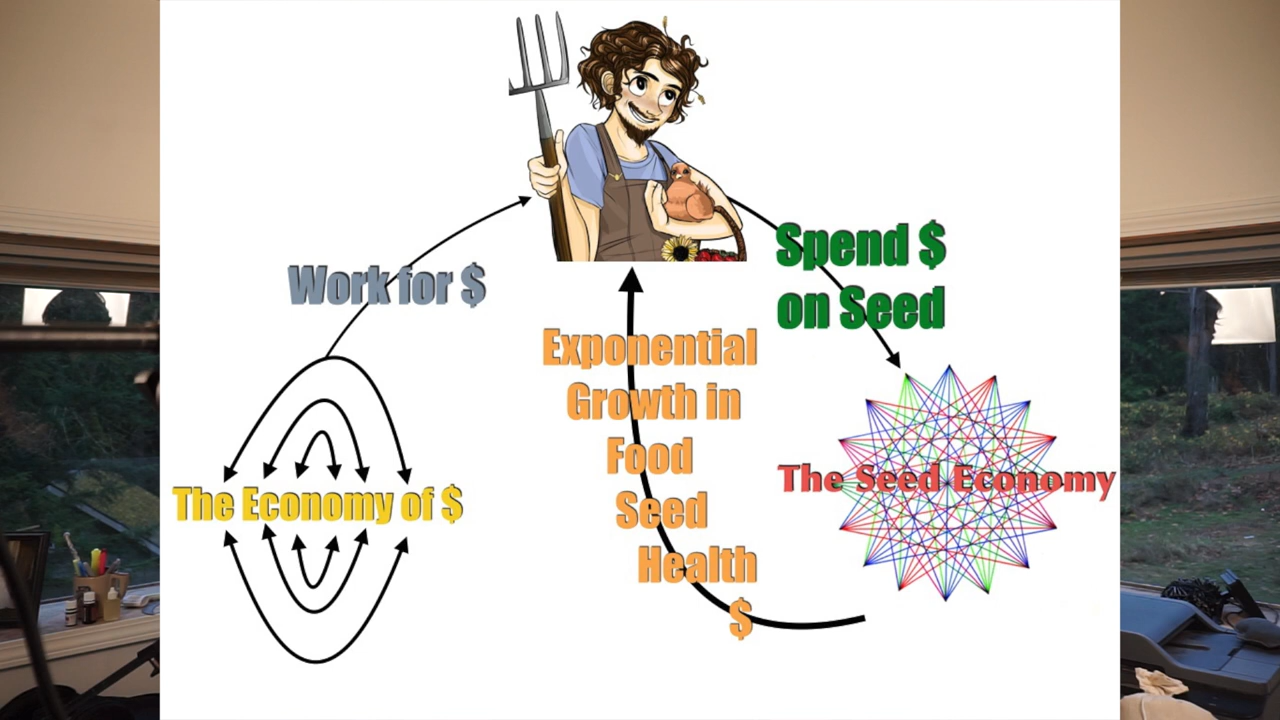 Work for $
Spend $
on Seed
Exponential
Growth in
Food
Seed
Health
$
The Economy of $
The Seed Economy